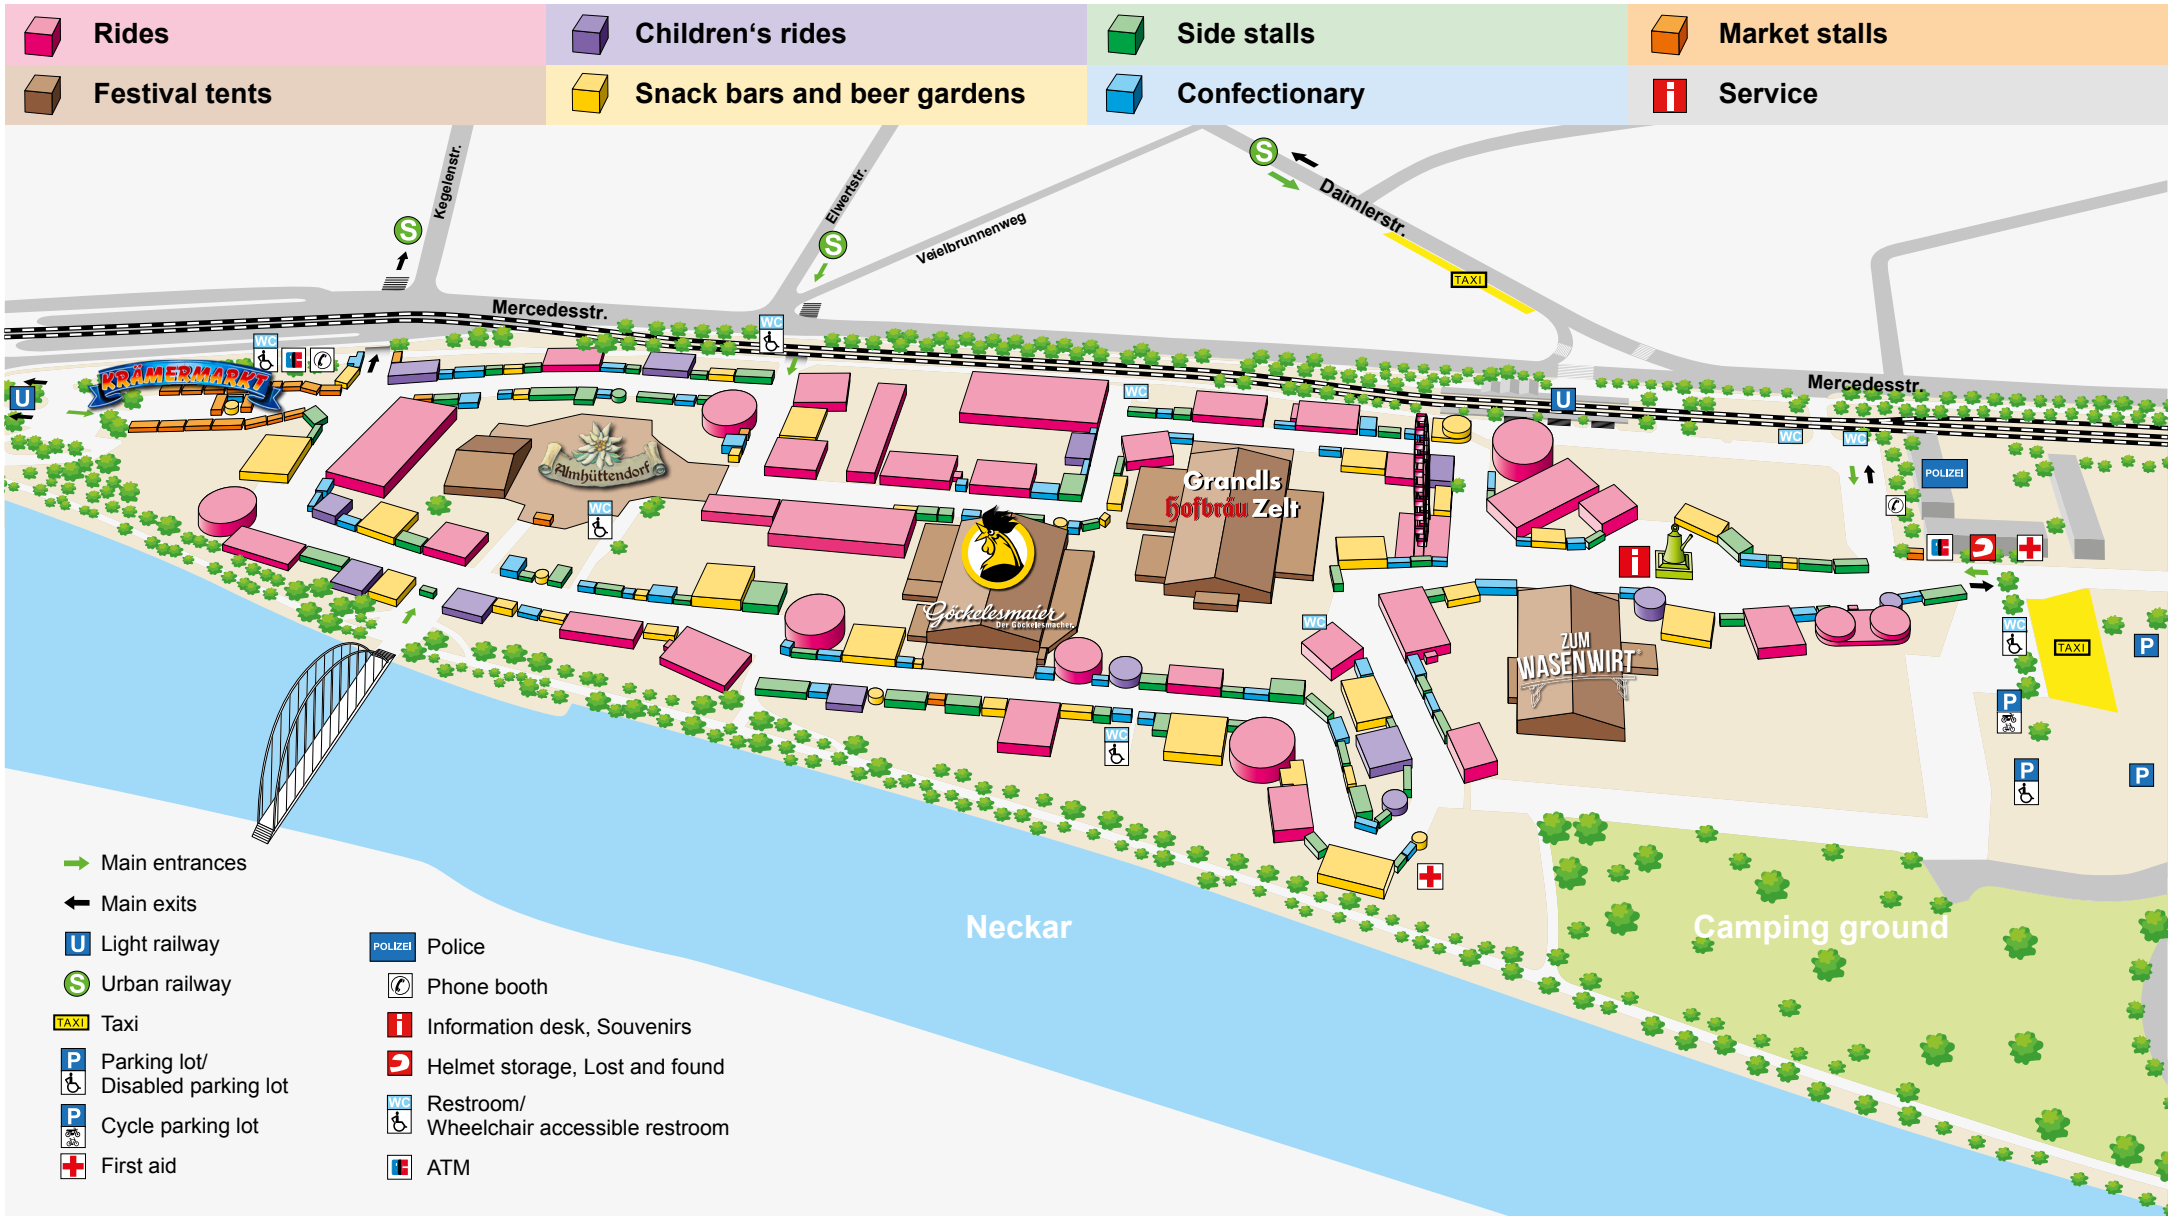 Rides
Children‘s rides
Side stalls
Market stalls
Festival tents
Snack bars and beer gardens
Confectionary
i Service
Kegelenstr.
S
Elwertstr.
S
Veielbrunnenweg
S
Daimlerstr.
TAXI
Mercedesstr.
Mercedesstr.
WC
WC
WC
U
U
WC
WC
KRÄMERMARKT
Almhüttendorf
WC
Grandls
Hofbräu Zelt
POLIZEI
i
Göckelesmaier
Der Göckelesmacher.
WC
WC
ZUM
WASENWIRT
WC
TAXI
P
P
P
P
Neckar
Camping ground
Main entrances
Main exits
U Light railway
S Urban railway
TAXI Taxi
P Parking lot/
Disabled parking lot
P Cycle parking lot
First aid
POLIZEI Police
Phone booth
i Information desk, Souvenirs
Helmet storage, Lost and found
WC Restroom/
Wheelchair accessible restroom
ATM